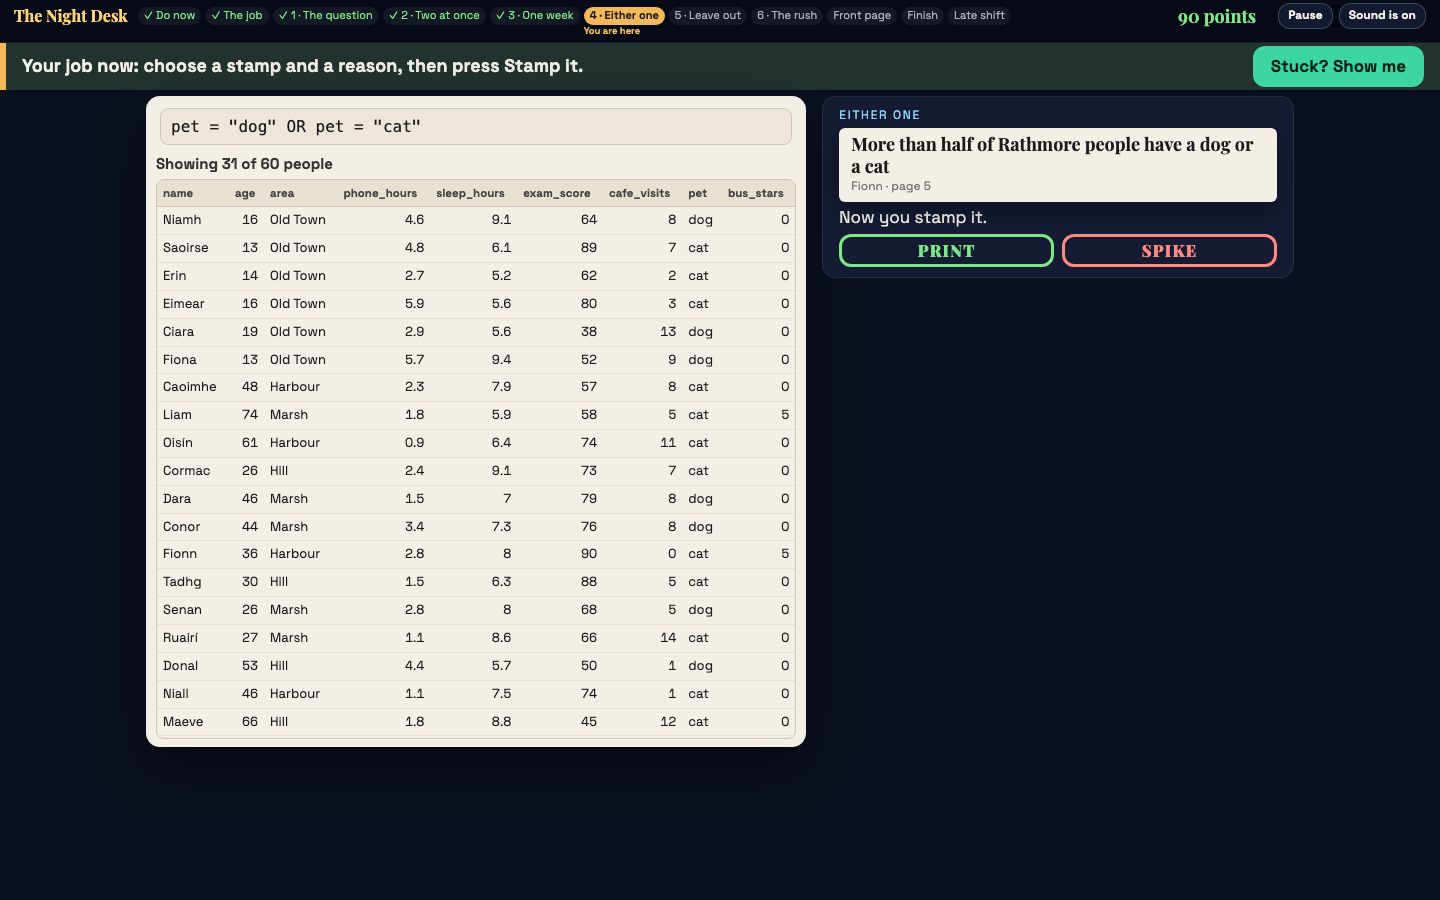 The Night Desk ✓ Do now ✓ The job ✓ 1 · The question ✓ 2 · Two at once ✓ 3 · One week 4 · Either one 5 · Leave out 6 · The rush Front page Finish Late shift 90 points Pause Sound is on
You are here
Your job now: choose a stamp and a reason, then press Stamp it. Stuck? Show me
pet = "dog" OR pet = "cat"
Showing 31 of 60 people
name age area phone_hours sleep_hours exam_score cafe_visits pet bus_stars
Niamh 16 Old Town 4.6 9.1 64 8 dog 0
Saoirse 13 Old Town 4.8 6.1 89 7 cat 0
Erin 14 Old Town 2.7 5.2 62 2 cat 0
Eimear 16 Old Town 5.9 5.6 80 3 cat 0
Ciara 19 Old Town 2.9 5.6 38 13 dog 0
Fiona 13 Old Town 5.7 9.4 52 9 dog 0
Caoimhe 48 Harbour 2.3 7.9 57 8 cat 0
Liam 74 Marsh 1.8 5.9 58 5 cat 5
Oisín 61 Harbour 0.9 6.4 74 11 cat 0
Cormac 26 Hill 2.4 9.1 73 7 cat 0
Dara 46 Marsh 1.5 7 79 8 dog 0
Conor 44 Marsh 3.4 7.3 76 8 dog 0
Fionn 36 Harbour 2.8 8 90 0 cat 5
Tadhg 30 Hill 1.5 6.3 88 5 cat 0
Senan 26 Marsh 2.8 8 68 5 dog 0
Ruairí 27 Marsh 1.1 8.6 66 14 cat 0
Donal 53 Hill 4.4 5.7 50 1 dog 0
Niall 46 Harbour 1.1 7.5 74 1 cat 0
Maeve 66 Hill 1.8 8.8 45 12 cat 0
EITHER ONE
More than half of Rathmore people have a dog or
a cat
Fionn · page 5
Now you stamp it.
PRINT SPIKE